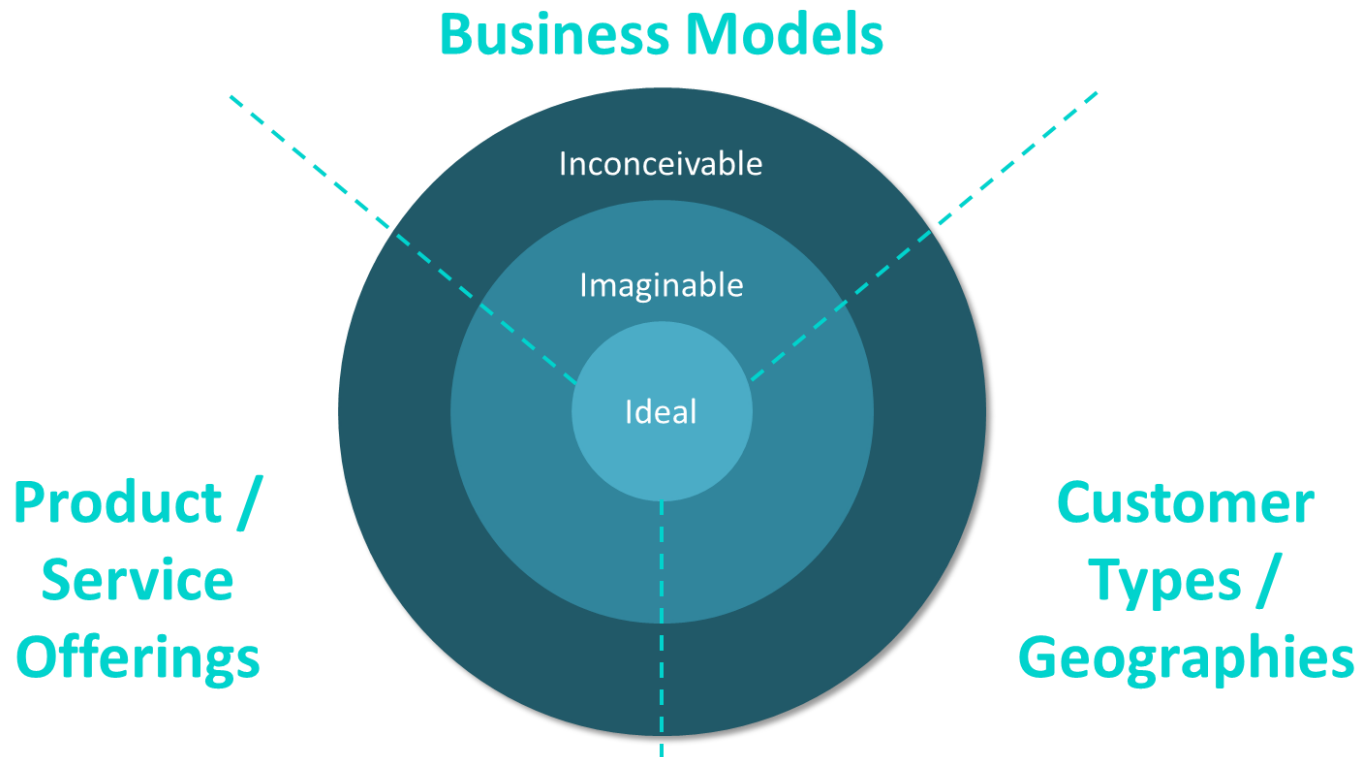 Business Models
Inconceivable
Imaginable
Ideal
Product /
Service
Offerings
Customer
Types /
Geographies